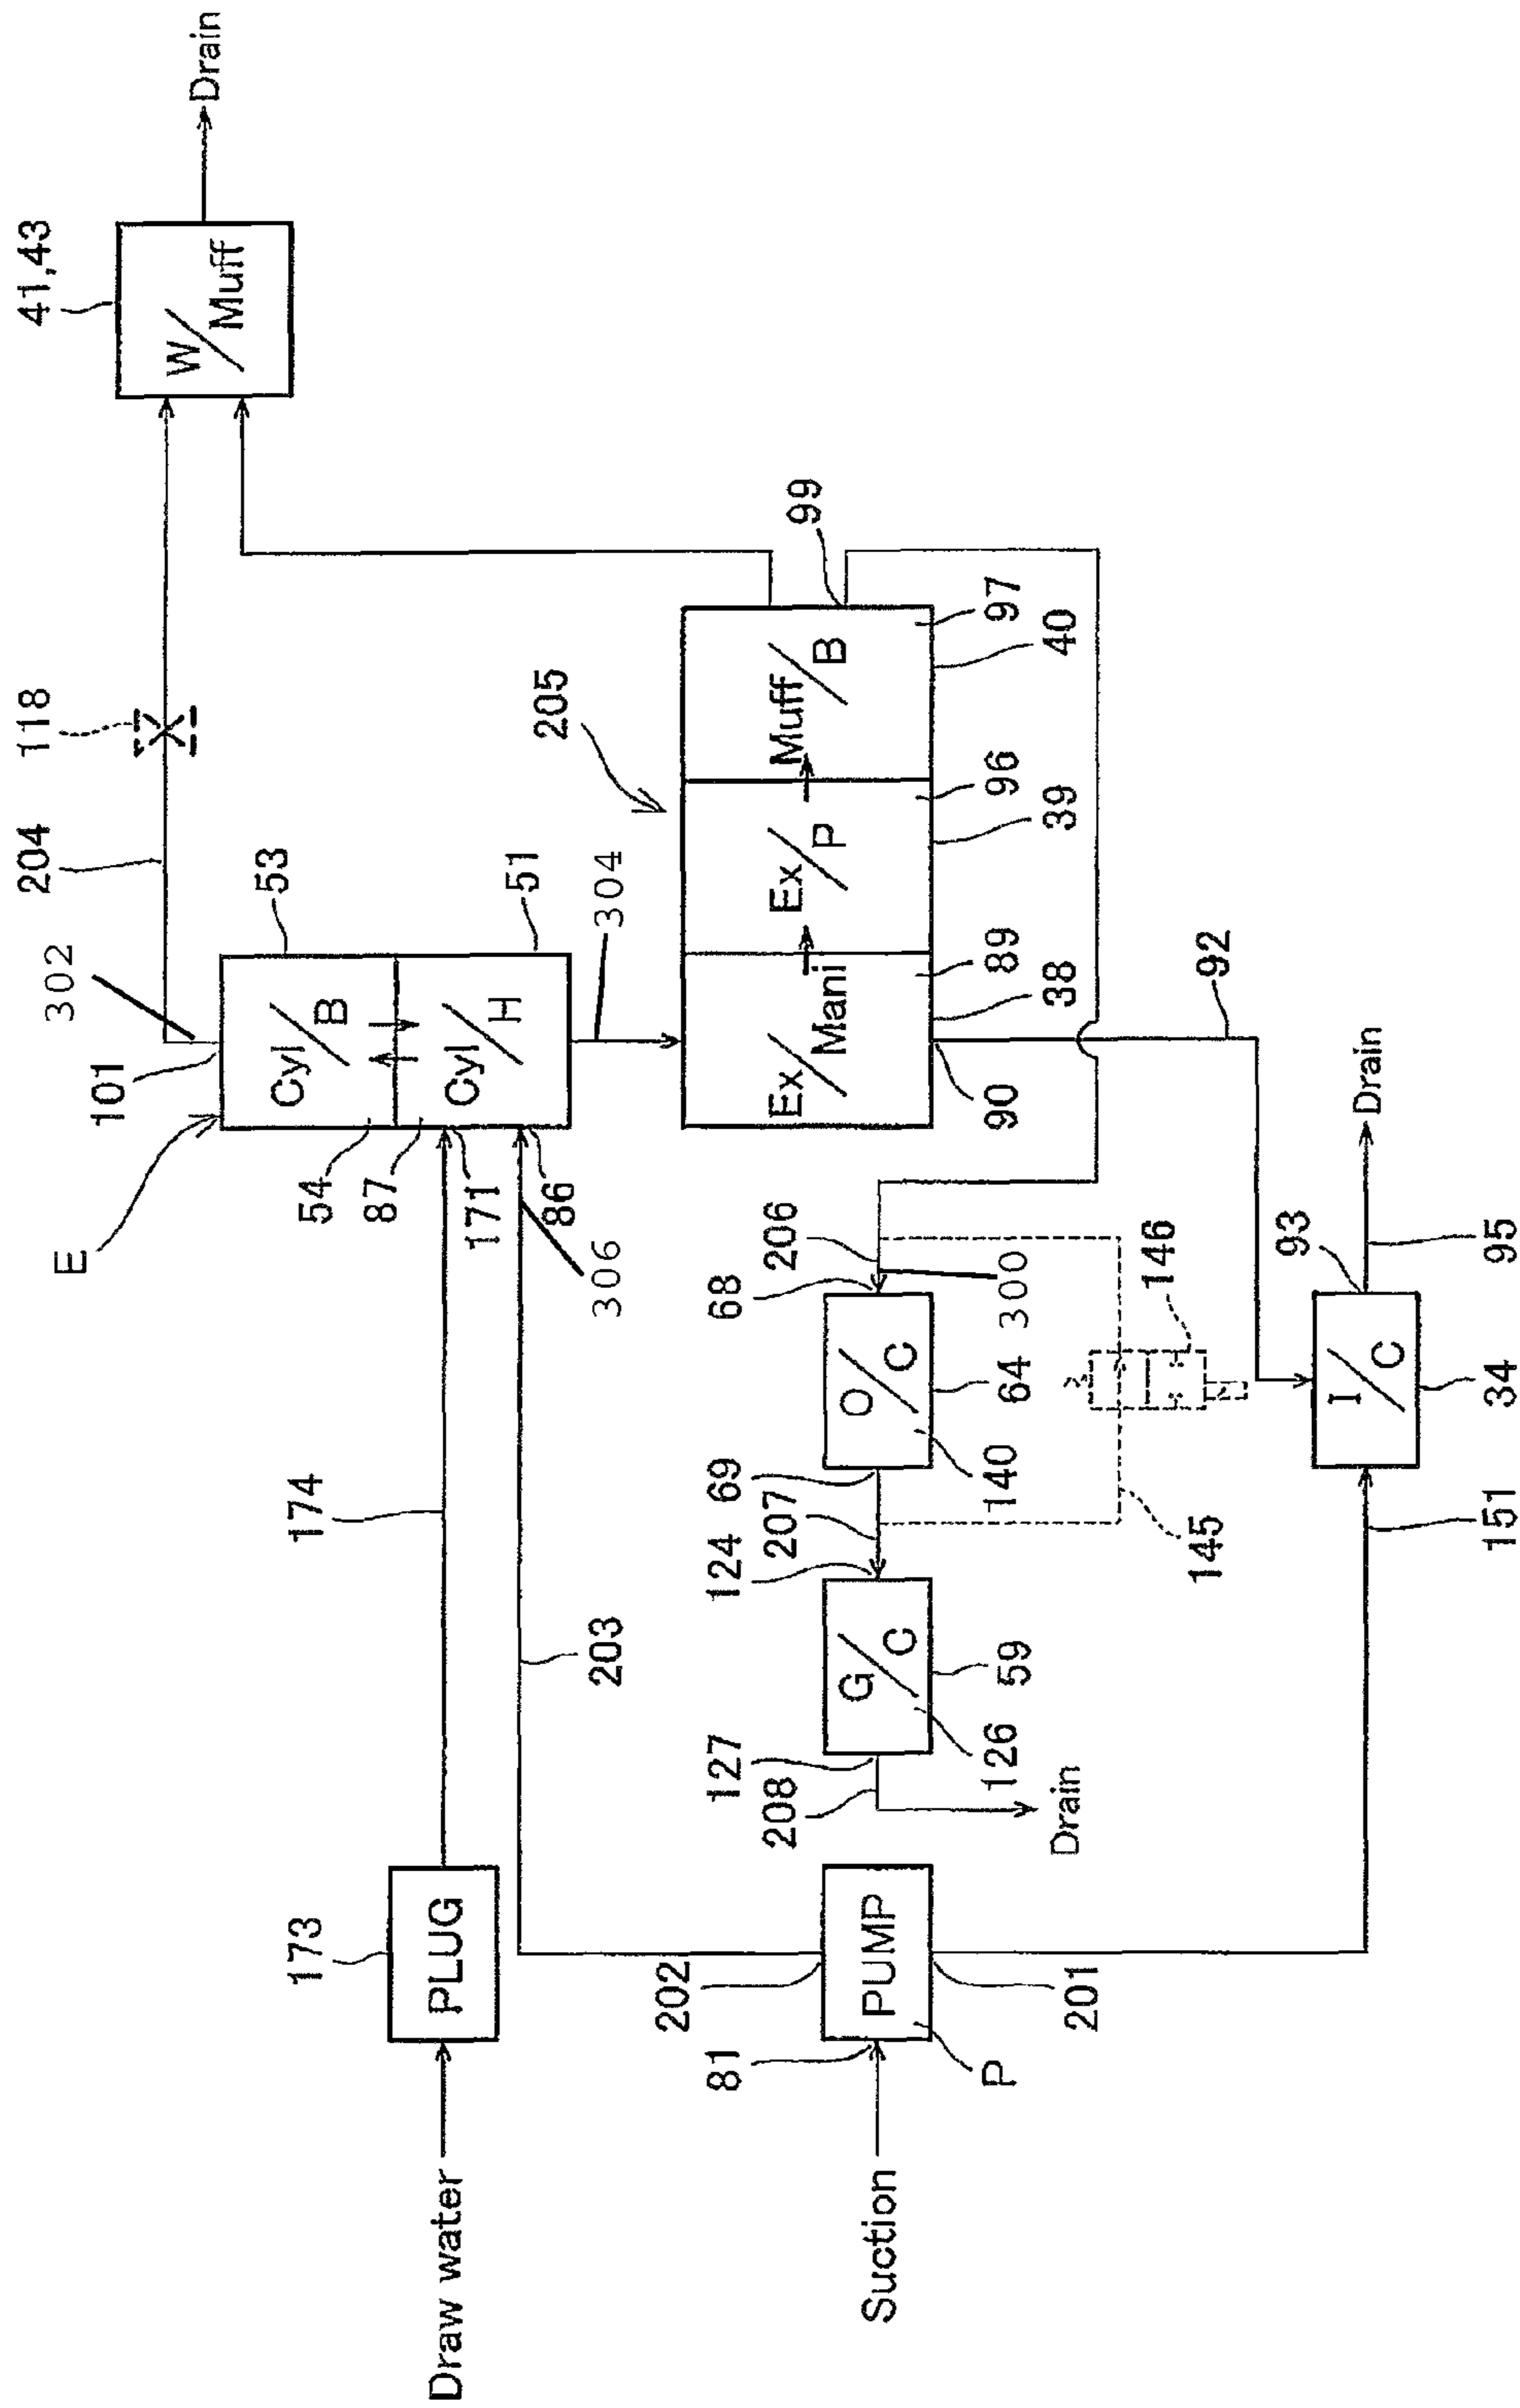 204
118
41,43
302
E
101
W/Muff
Drain
53
173
174
54
Cyl/B
87
Draw water
PLUG
171
Cyl/H
51
86
203
306
304
205
202
81
127
124
69
68
208
207
206
99
Suction
PUMP
G/C
O/C
Ex/Mani
Ex/P
Muff/B
P
126
59
140
64
300
90
89
38
96
39
97
40
Drain
201
145
146
92
93
I/C
Drain
95
151
34